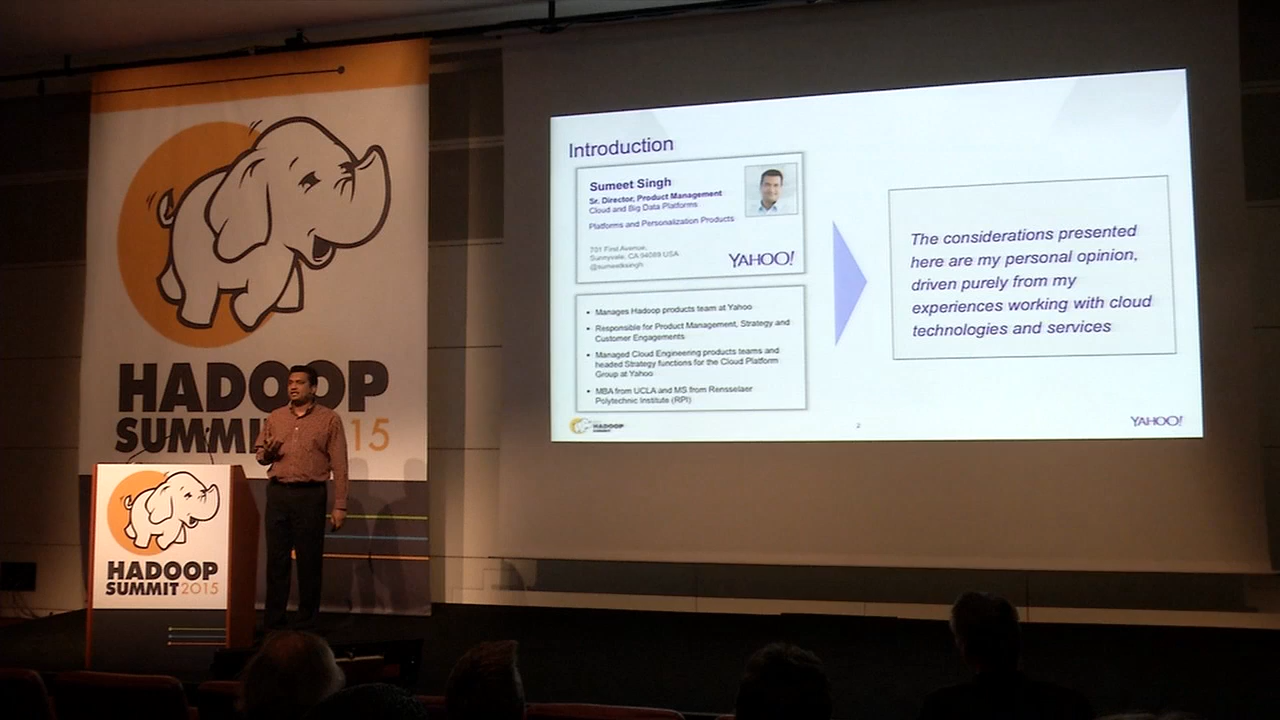 HADOOP
SUMMIT 2015
HADOOP
SUMMIT 2015
Introduction
Sumeet Singh
Sr. Director, Product Management
Cloud and Big Data Platforms
Platforms and Personalization Products
701 First Avenue,
Sunnyvale, CA 94089 USA
@sumeetksingh
YAHOO!
• Manages Hadoop products team at Yahoo
• Responsible for Product Management, Strategy and
Customer Engagements
• Managed Cloud Engineering products teams and
headed Strategy functions for the Cloud Platform
Group at Yahoo
• MBA from UCLA and MS from Rensselaer
Polytechnic Institute (RPI)
The considerations presented
here are my personal opinion,
driven purely from my
experiences working with cloud
technologies and services
HADOOP
SUMMIT
2
YAHOO!